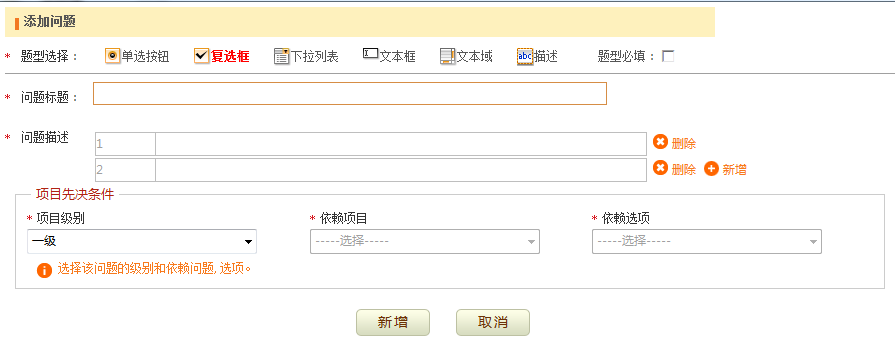 添加问题
* 题型选择： 单选按钮 复选框 下拉列表 文本框 文本域 abc 描述 题型必填：
* 问题标题：
* 问题描述
1 删除
2 删除 新增
项目先决条件
* 项目级别 * 依赖项目 * 依赖选项
一级 -----选择----- -----选择-----
选择该问题的级别和依赖问题, 选项。
新增 取消